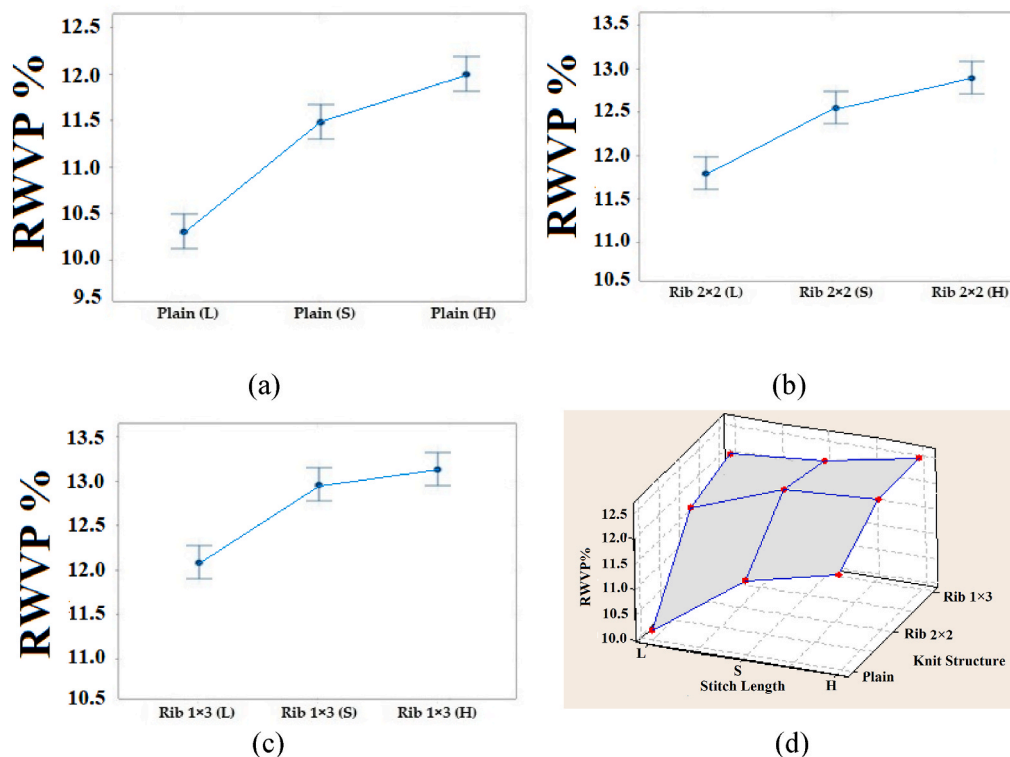 RWVP %
12.5
12.0
11.5
10.5
10.0
9.5
Plain (L) Plain (S) Plain (H)
(a)
RWVP %
13.5
13.0
12.5
12.0
11.5
11.0
10.5
Rib 2×2 (L) Rib 2×2 (S) Rib 2×2 (H)
(b)
RWVP %
13.5
13.0
12.5
12.0
11.5
11.0
10.5
Rib 1×3 (L) Rib 1×3 (S) Rib 1×3 (H)
(c)
RWVP%
12.5
12.0
11.5
11.0
10.5
10.0
L
S
H
Stitch Length
Plain
Rib 2×2
Rib 1×3
Knit Structure
(d)